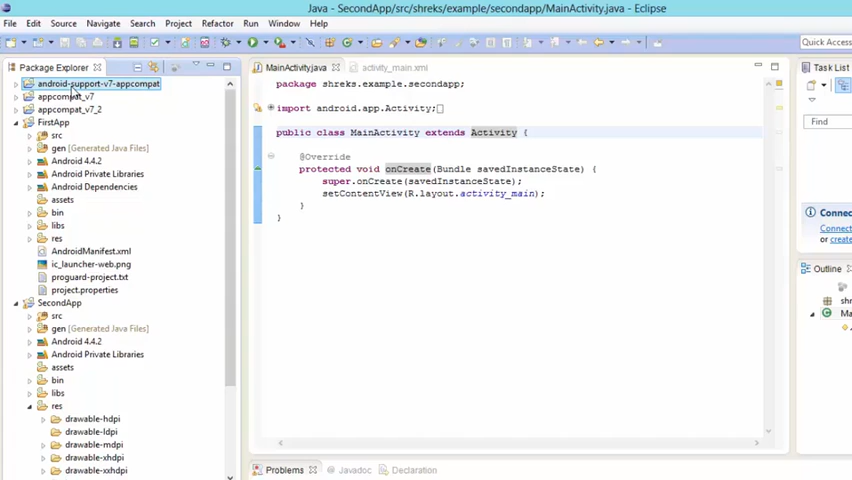 Java - SecondApp/src/shreks/example/secondapp/MainActivity.java - Eclipse
File Edit Source Refactor Navigate Search Project Run Window Help
Quick Access
Package Explorer
android-support-v7-appcompat
appcompat_v7
appcompat_v7_2
FirstApp
src
gen [Generated Java Files]
Android 4.4.2
Android Private Libraries
Android Dependencies
assets
bin
libs
res
AndroidManifest.xml
ic_launcher-web.png
proguard-project.txt
project.properties
SecondApp
src
gen [Generated Java Files]
Android 4.4.2
Android Private Libraries
assets
bin
libs
res
drawable-hdpi
drawable-ldpi
drawable-mdpi
drawable-xhdpi
drawable-xxhdpi
MainActivity.java activity_main.xml
package shreks.example.secondapp;
import android.app.Activity;
public class MainActivity extends Activity {
@Override
protected void onCreate(Bundle savedInstanceState) {
super.onCreate(savedInstanceState);
setContentView(R.layout.activity_main);
}
}
Problems Javadoc Declaration
Task List
Find
Connec
Connec
or create
Outline
shre
Ma